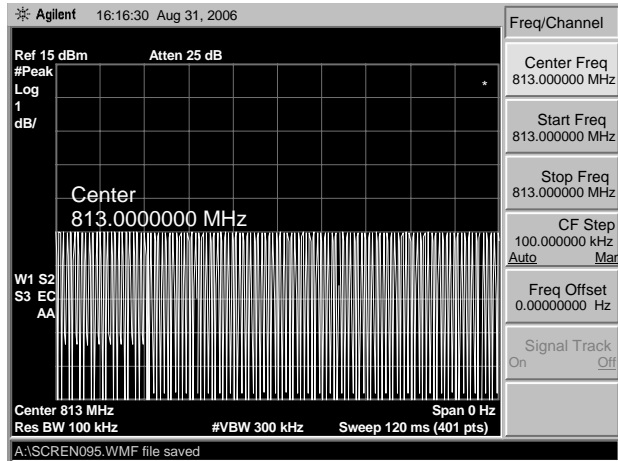 Agilent 16:16:30 Aug 31, 2006
Freq/Channel
Ref 15 dBm Atten 25 dB
#Peak
Log
1
dB/
*
Center
813.0000000 MHz
W1 S2
S3 EC
AA
Center 813 MHz Span 0 Hz
Res BW 100 kHz #VBW 300 kHz Sweep 120 ms (401 pts)
A:\SCREN095.WMF file saved
Center Freq
813.000000 MHz
Start Freq
813.000000 MHz
Stop Freq
813.000000 MHz
CF Step
100.000000 kHz
Auto Mar
Freq Offset
0.00000000 Hz
Signal Track
On Off